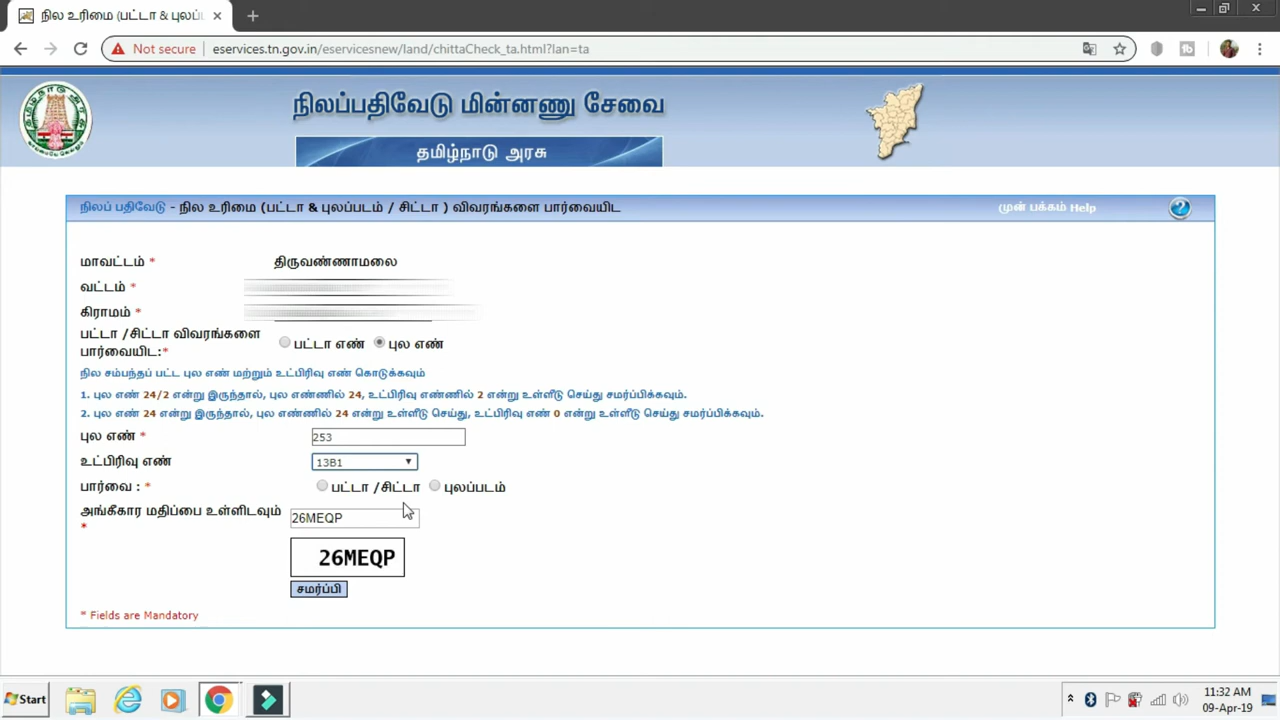 நில உரிமை (பட்டா & புலப்
Not secure | eservices.tn.gov.in/eservicesnew/land/chittaCheck_ta.html?lan=ta
நிலப்பதிவேடு மின்னணு சேவை
தமிழ்நாடு அரசு
நிலப் பதிவேடு - நில உரிமை (பட்டா & புலப்படம் / சிட்டா ) விவரங்களை பார்வையிட முன் பக்கம் Help
மாவட்டம் * திருவண்ணாமலை
வட்டம் *
கிராமம் *
பட்டா /சிட்டா விவரங்களை
பார்வையிட:* பட்டா எண் புல எண்
நில சம்பந்தப் பட்ட புல எண் மற்றும் உட்பிரிவு எண் கொடுக்கவும்
1. புல எண் 24/2 என்று இருந்தால், புல எண்ணில் 24, உட்பிரிவு எண்ணில் 2 என்று உள்ளீடு செய்து சமர்ப்பிக்கவும்.
2. புல எண் 24 என்று இருந்தால், புல எண்ணில் 24 என்று உள்ளீடு செய்து, உட்பிரிவு எண் 0 என்று உள்ளீடு செய்து சமர்ப்பிக்கவும்.
புல எண் * 253
உட்பிரிவு எண் 13B1
பார்வை : * பட்டா /சிட்டா புலப்படம்
அங்கீகார மதிப்பை உள்ளிடவும் 26MEQP
*
26MEQP
சமர்ப்பி
* Fields are Mandatory
Start
11:32 AM
09-Apr-19